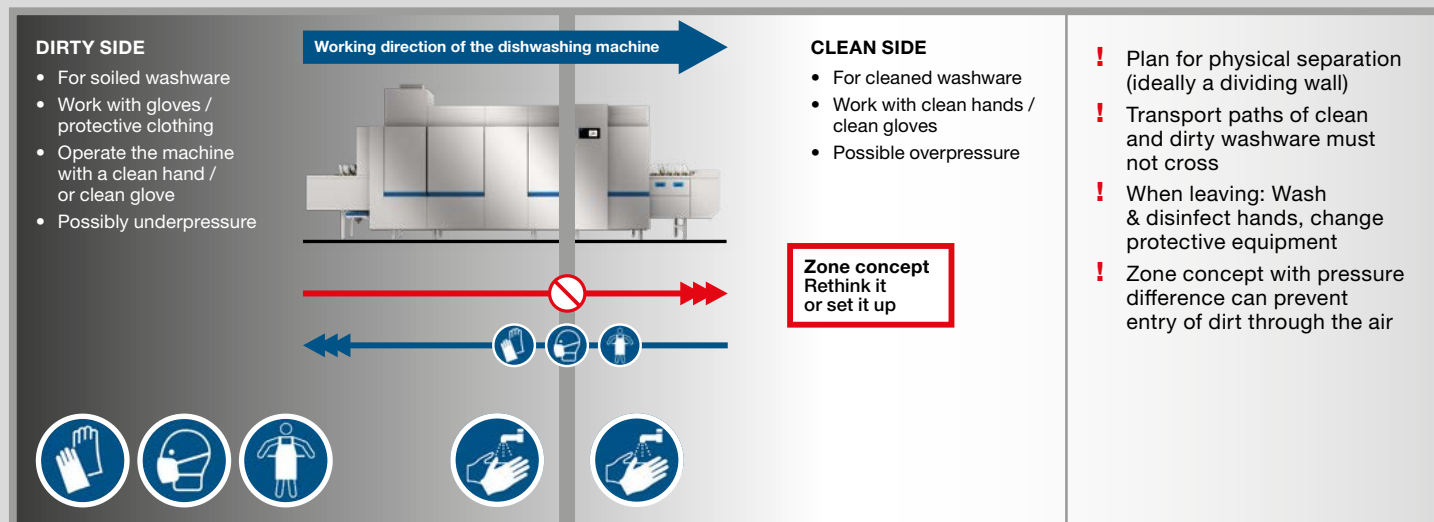 DIRTY SIDE
• For soiled washware
• Work with gloves /
protective clothing
• Operate the machine
with a clean hand /
or clean glove
• Possibly underpressure
Working direction of the dishwashing machine
CLEAN SIDE
• For cleaned washware
• Work with clean hands /
clean gloves
• Possible overpressure
Zone concept
Rethink it
or set it up
! Plan for physical separation
(ideally a dividing wall)
! Transport paths of clean
and dirty washware must
not cross
! When leaving: Wash
& disinfect hands, change
protective equipment
! Zone concept with pressure
difference can prevent
entry of dirt through the air